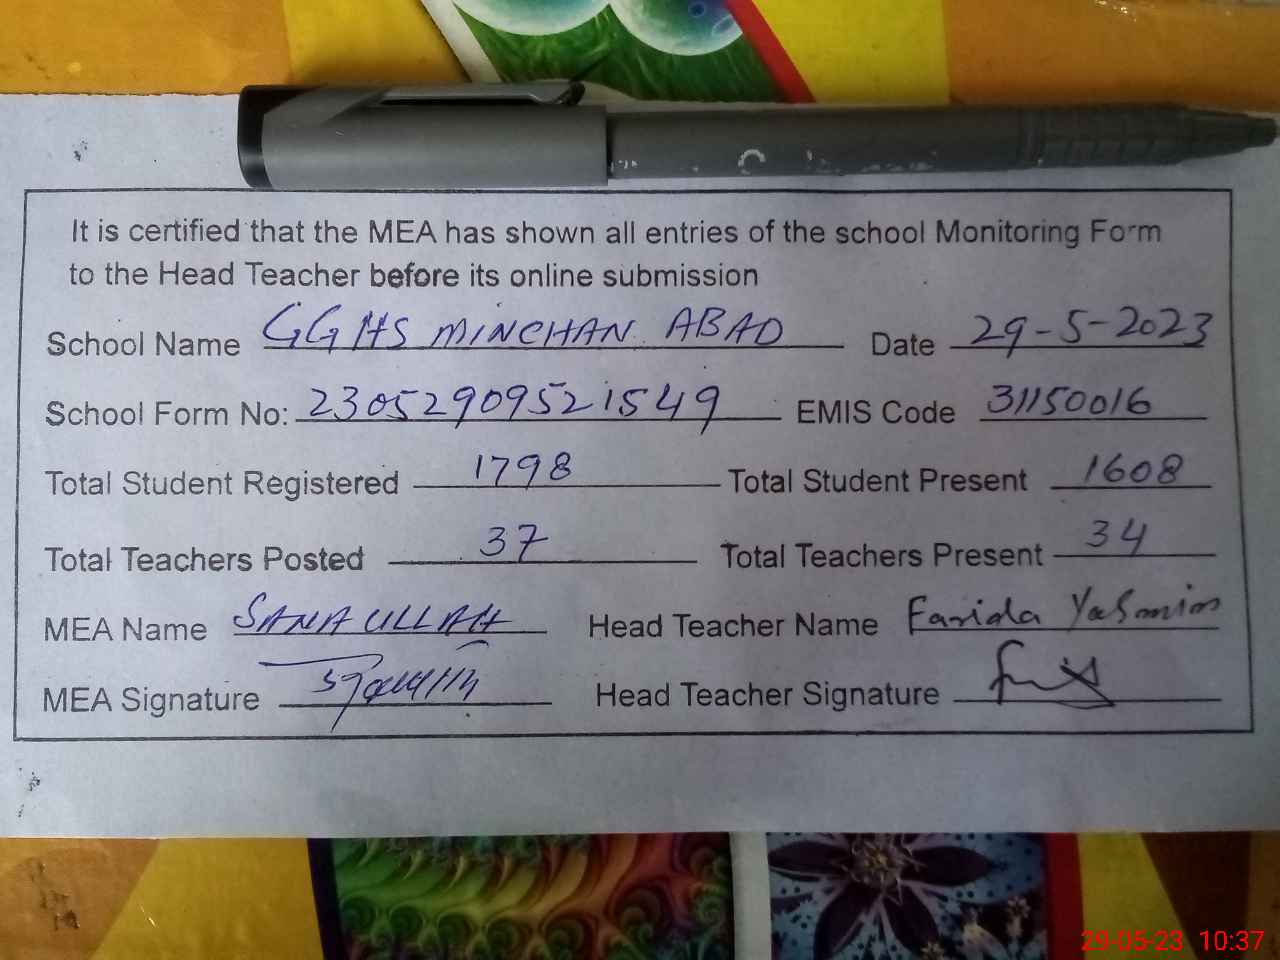 It is certified that the MEA has shown all entries of the school Monitoring Form
to the Head Teacher before its online submission
School Name GGHS MINCHAN ABAD Date 29-5-2023
School Form No: 23052909521549 EMIS Code 31150016
Total Student Registered 1798 Total Student Present 1608
Total Teachers Posted 37 Total Teachers Present 34
MEA Name SANA ULLAH Head Teacher Name Farida Yasmin
MEA Signature Head Teacher Signature
29-05-23 10:37